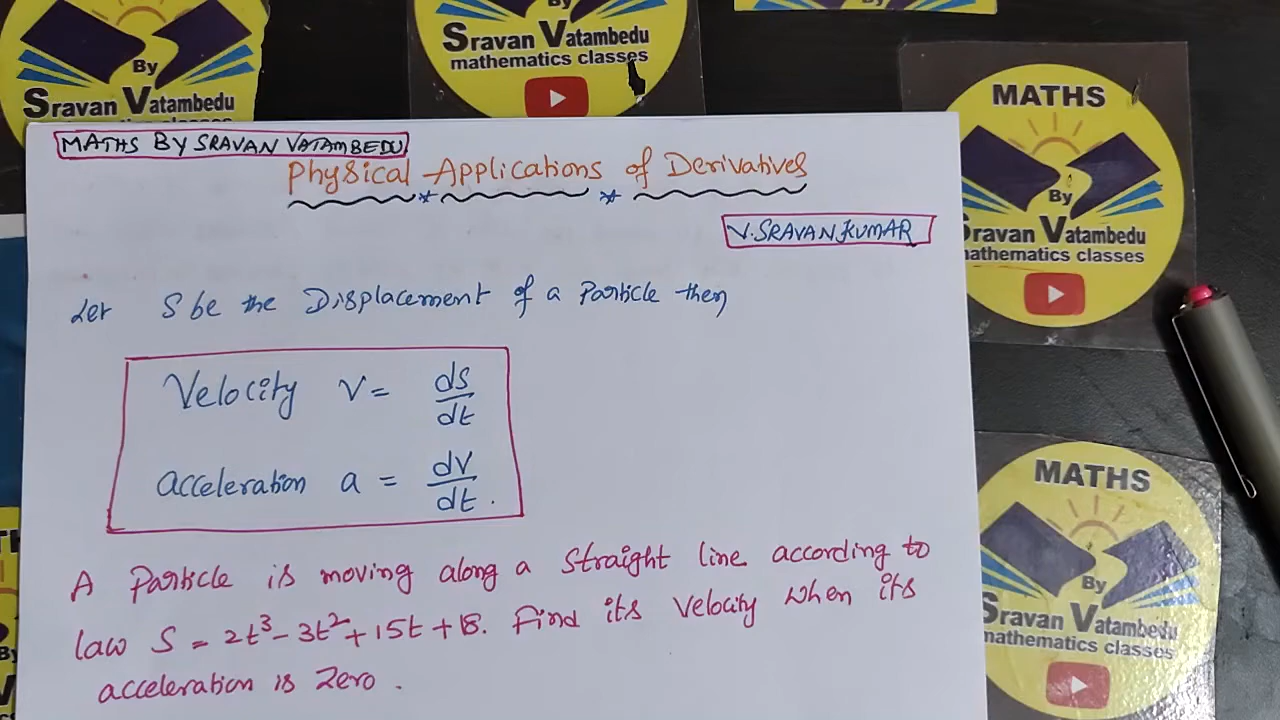 By
Sravan Vatambedu
By
Sravan Vatambedu
mathematics classes
MATHS
By
Sravan Vatambedu
mathematics classes
MATHS BY SRAVAN VATAMBEDU
Physical Applications of Derivatives
V. SRAVAN KUMAR
Let S be the Displacement of a Particle then
Velocity V = ds/dt
acceleration a = dv/dt.
A Particle is moving along a straight line according to
law S = 2t³ - 3t² + 15t + 18. Find its Velocity when its
acceleration is Zero.
MATHS
By
Sravan Vatambedu
mathematics classes